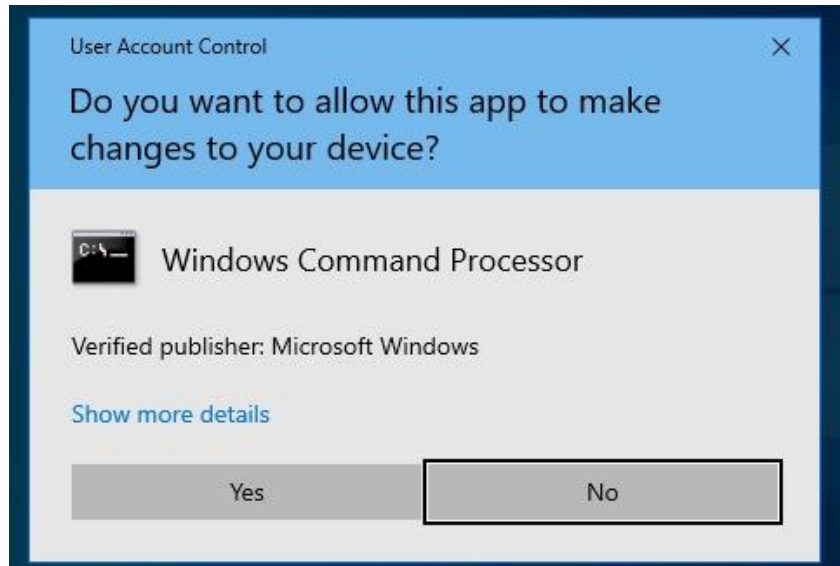 User Account Control
Do you want to allow this app to make
changes to your device?
C:\_
Windows Command Processor
Verified publisher: Microsoft Windows
Show more details
Yes
No